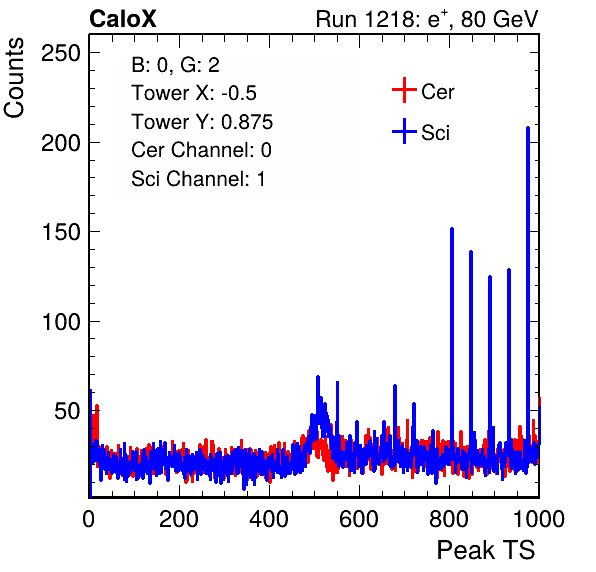 CaloX Run 1218: e⁺, 80 GeV
Counts
B: 0, G: 2
Tower X: -0.5
Tower Y: 0.875
Cer Channel: 0
Sci Channel: 1
Cer
Sci
250
200
150
100
50
0 200 400 600 800 1000
Peak TS